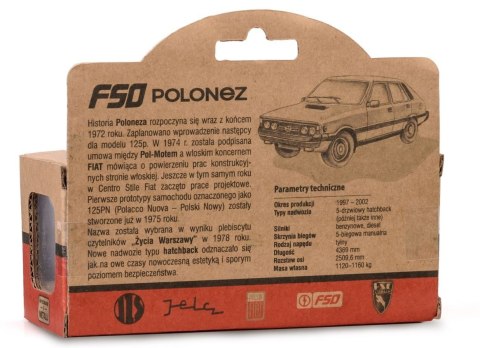 FSO POLONEZ
Historia Poloneza rozpoczyna się wraz z końcem
1972 roku. Zaplanowano wprowadzenie następcy
dla modelu 125p. W 1974 r. została podpisana
umowa między Pol-Motem a włoskim koncernem
FIAT mówiąca o powierzeniu prac konstrukcyj-
nych stronie włoskiej. Jeszcze w tym samym roku
w Centro Stile Fiat zaczęto prace projektowe.
Pierwsze prototypy samochodu oznaczonego jako
125PN (Polacco Nuova – Polski Nowy) zostały
stworzone już w 1975 roku.
Nazwa została wybrana w wyniku plebiscytu
czytelników „Życia Warszawy" w 1978 roku.
Nowe nadwozie typu hatchback odznaczało się
jak na owe czasy nowoczesną estetyką i sporym
poziomem bezpieczeństwa.
Parametry techniczne
Okres produkcji 1997 – 2002
Typy nadwozia 5-drzwiowy hatchback
(później także inne)
Silniki benzynowe, diesel
Skrzynia biegów 5-biegowa manualna
Rodzaj napędu tylny
Długość 4369 mm
Rozstaw osi 2509,6 mm
Masa własna 1120–1160 kg
Jelcz
FSO